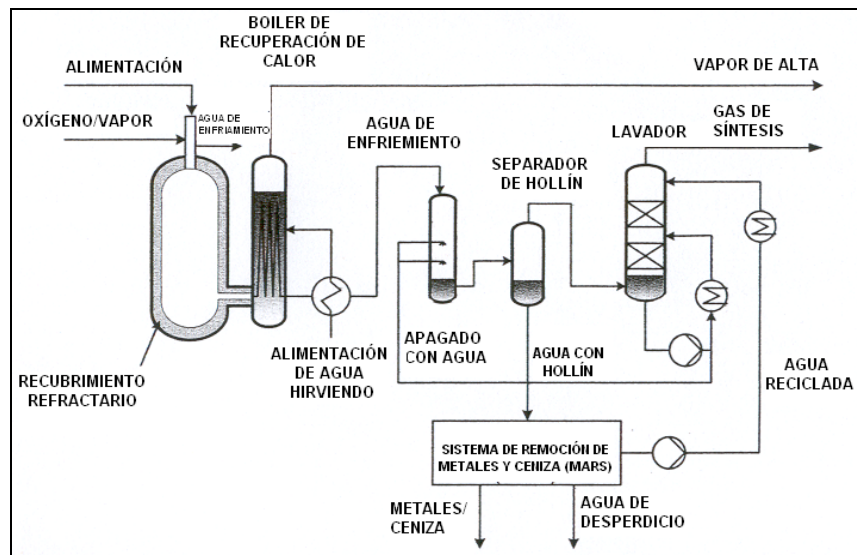 BOILER DE
RECUPERACIÓN DE
CALOR
ALIMENTACIÓN
VAPOR DE ALTA
OXÍGENO/VAPOR
AGUA DE
ENFRIAMIENTO
AGUA DE
ENFRIEMIENTO
LAVADOR
GAS DE
SÍNTESIS
SEPARADOR
DE HOLLÍN
APAGADO
CON AGUA
AGUA CON
HOLLÍN
ALIMENTACIÓN
DE AGUA
HIRVIENDO
AGUA
RECICLADA
RECUBRIMIENTO
REFRACTARIO
SISTEMA DE REMOCIÓN DE
METALES Y CENIZA (MARS)
METALES/
CENIZA
AGUA DE
DESPERDICIO